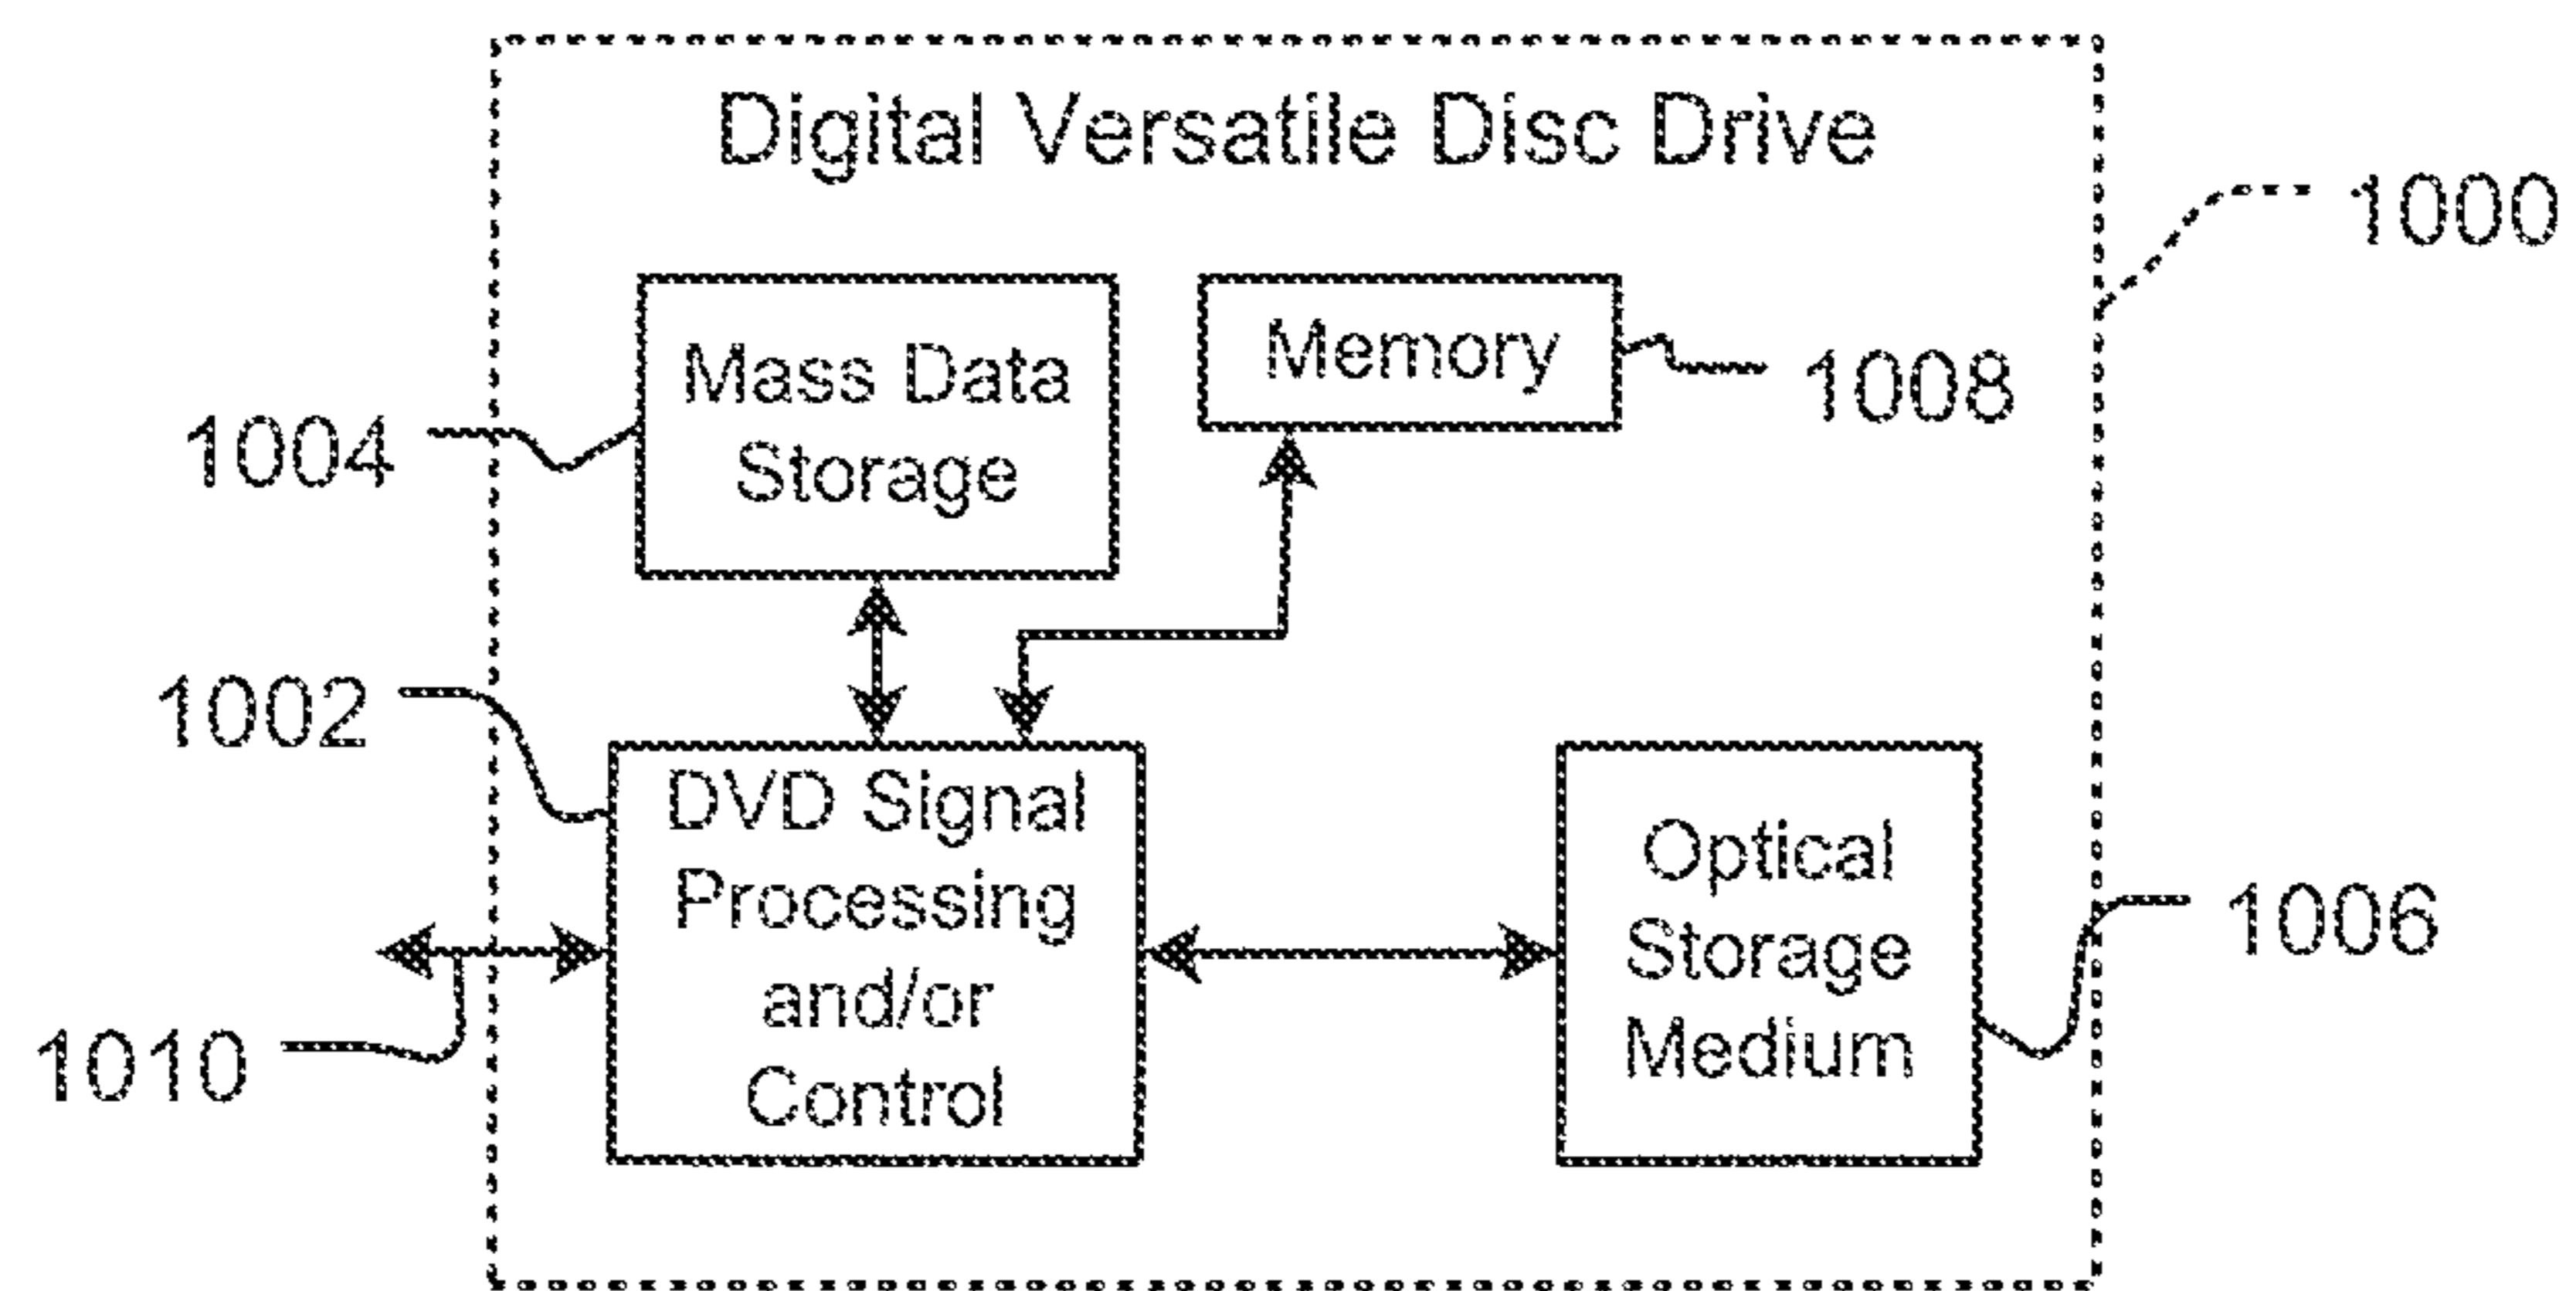 Digital Versatile Disc Drive
1000
Mass Data
Storage
Memory
1008
1004
1002
DVD Signal
Processing
and/or
Control
Optical
Storage
Medium
1006
1010